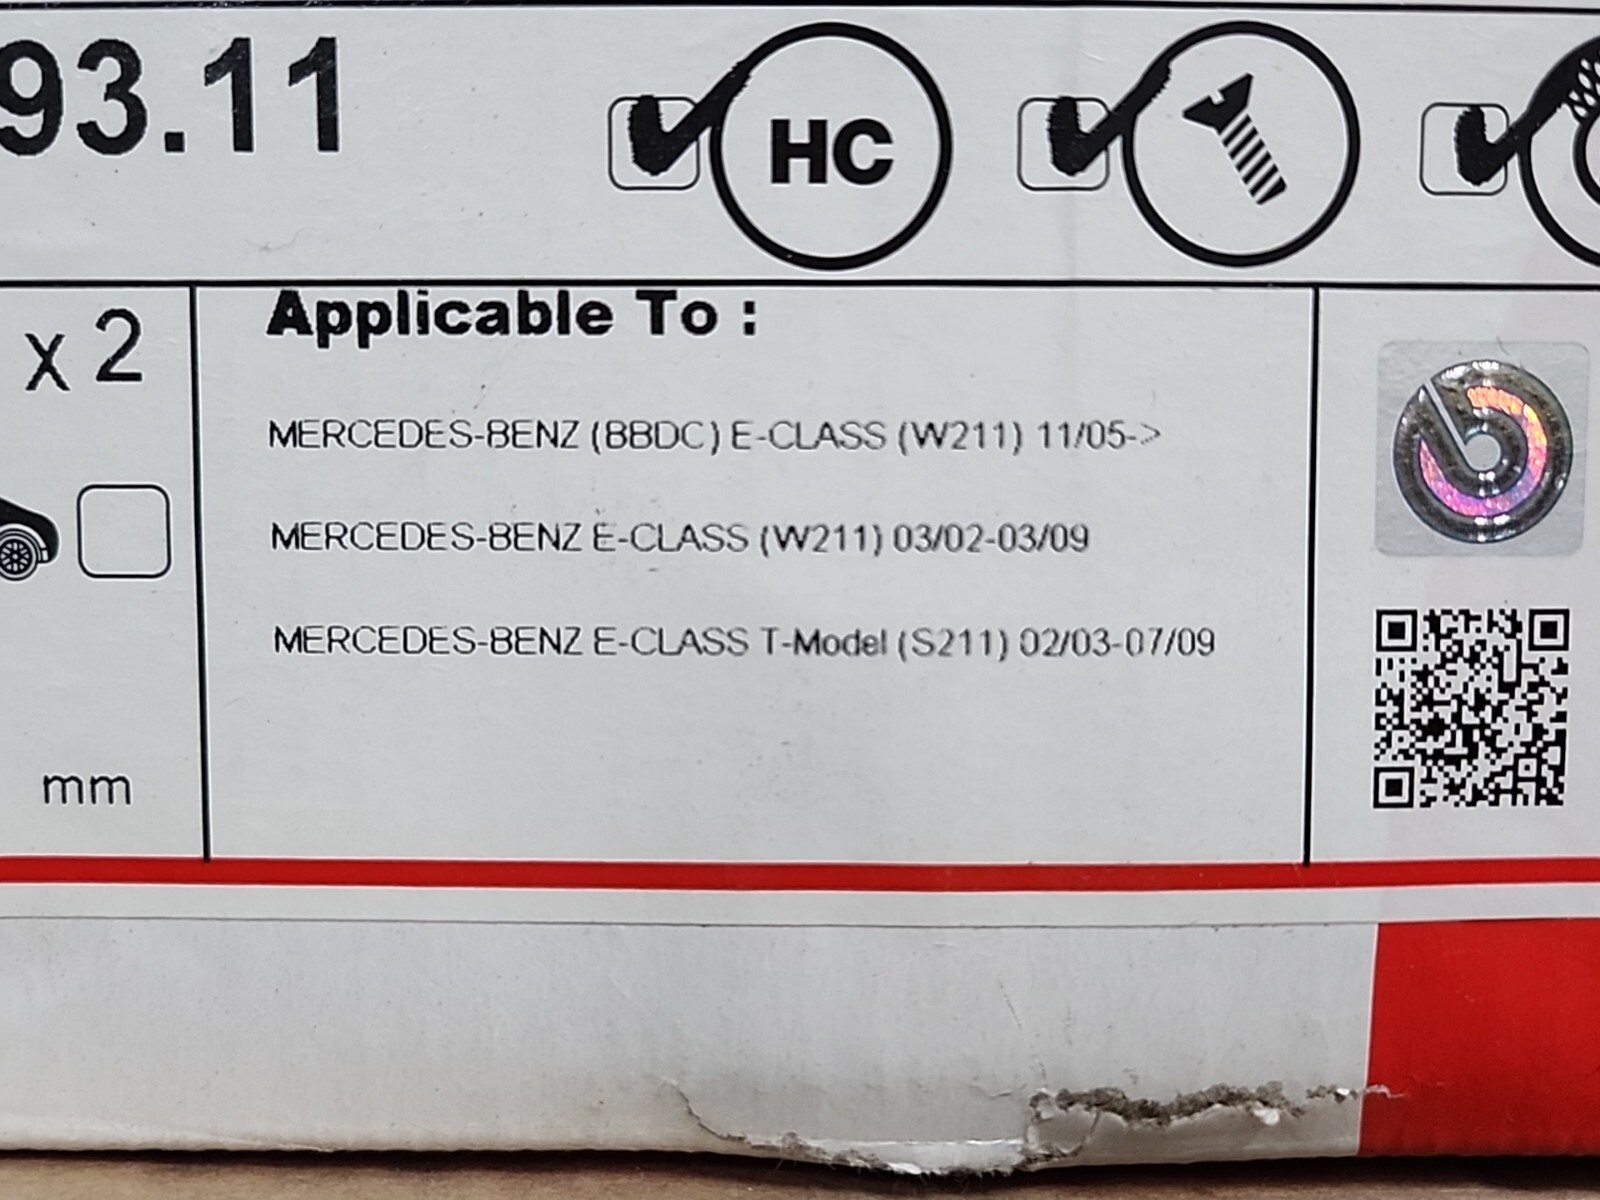 93.11
HC
x 2
Applicable To :
MERCEDES-BENZ (BBDC) E-CLASS (W211) 11/05->
MERCEDES-BENZ E-CLASS (W211) 03/02-03/09
MERCEDES-BENZ E-CLASS T-Model (S211) 02/03-07/09
mm